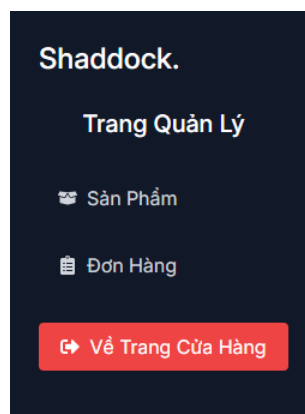 Shaddock.
Trang Quản Lý
Sản Phẩm
Đơn Hàng
Về Trang Cửa Hàng